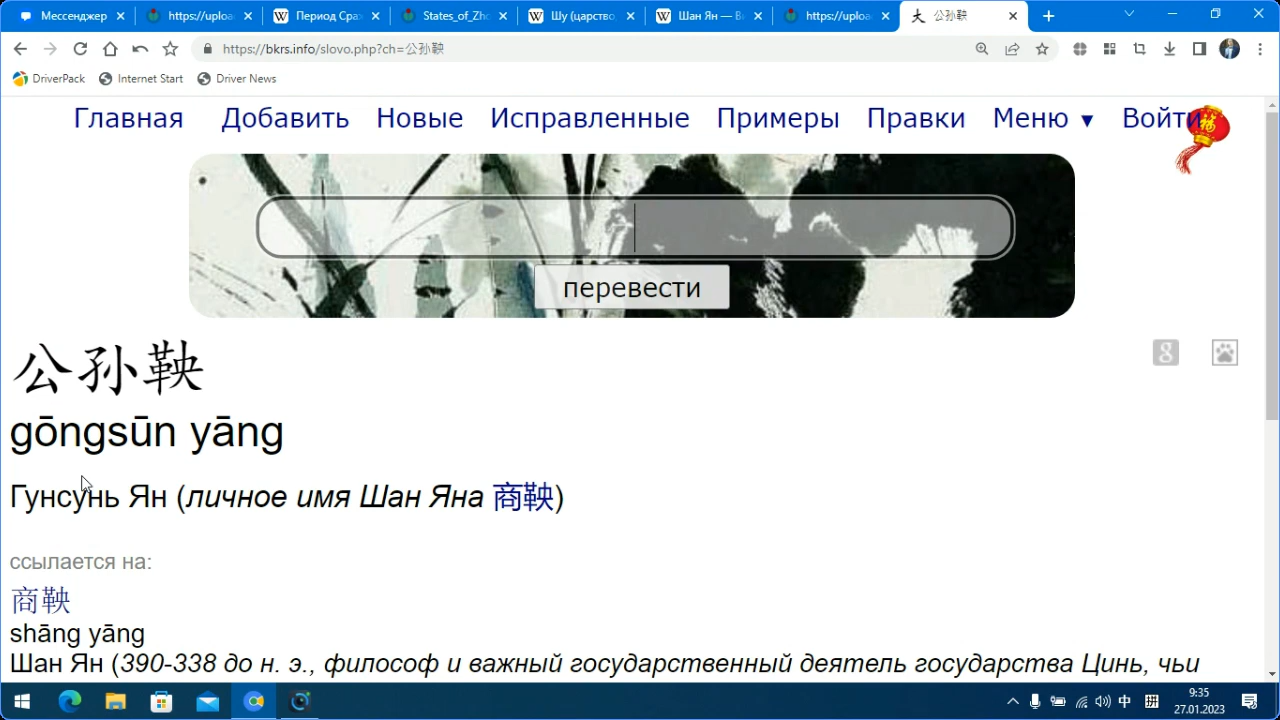 Мессенджер
https://uploa
Период Сра
States_of_Zho
Шу (царство
Шан Ян — В
https://uploa
公孙鞅
https://bkrs.info/slovo.php?ch=公孙鞅
DriverPack
Internet Start
Driver News
Главная
Добавить
Новые
Исправленные
Примеры
Правки
Меню ▼
Войти
福
перевести
公孙鞅
gōngsūn yāng
Гунсунь Ян (личное имя Шан Яна 商鞅)
ссылается на:
商鞅
shāng yāng
Шан Ян (390-338 до н. э., философ и важный государственный деятель государства Цинь, чьи
中
拼
9:35
27.01.2023